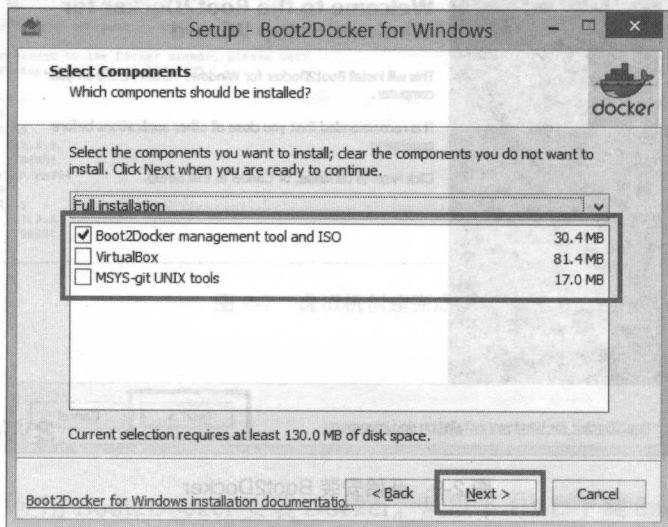 Setup - Boot2Docker for Windows
Select Components
Which components should be installed?
docker
Select the components you want to install; clear the components you do not want to
install. Click Next when you are ready to continue.
Full installation
Boot2Docker management tool and ISO 30.4 MB
VirtualBox 81.4 MB
MSYS-git UNIX tools 17.0 MB
Current selection requires at least 130.0 MB of disk space.
Boot2Docker for Windows installation documentatio..
< Back
Next >
Cancel